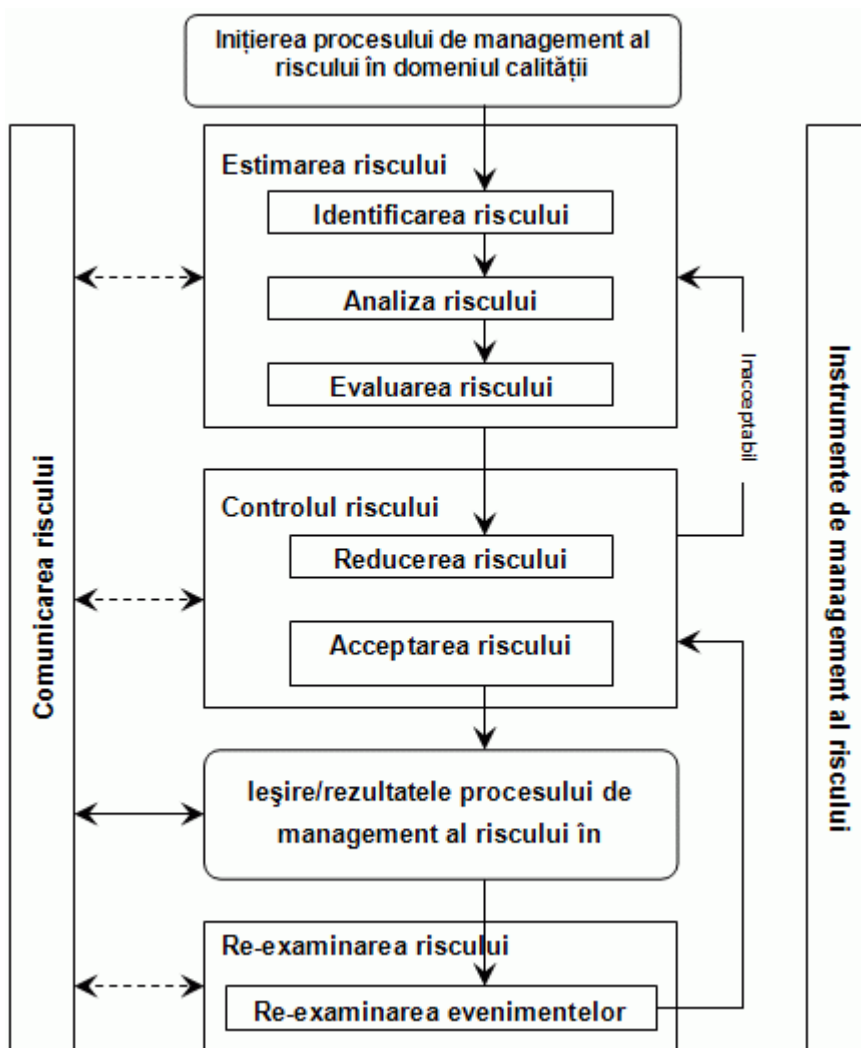 Inițierea procesului de management al
riscului în domeniul calității
Estimarea riscului
Identificarea riscului
Analiza riscului
Evaluarea riscului
Inacceptabil
Controlul riscului
Reducerea riscului
Acceptarea riscului
Ieşire/rezultatele procesului de
management al riscului în
Re-examinarea riscului
Re-examinarea evenimentelor
Comunicarea riscului
Instrumente de management al riscului